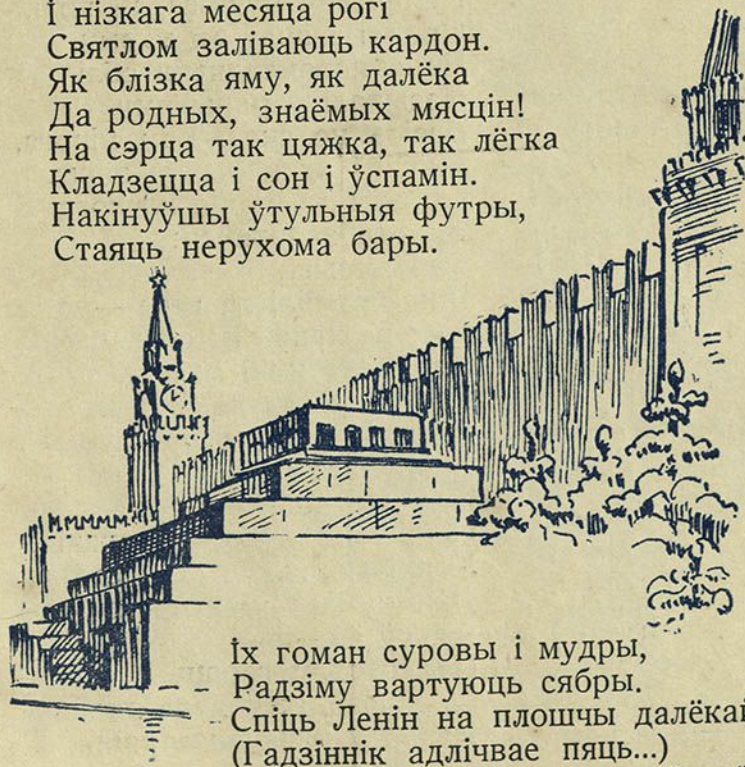 І нізкага месяца рогі
Святлом заліваюць кардон.
Як блізка яму, як далёка
Да родных, знаёмых мясцін!
На сэрца так цяжка, так лёгка
Кладзецца і сон і ўспамін.
Накінуўшы ўтульныя футры,
Стаяць нерухома бары.
Іх гоман суровы і мудры,
Радзіму вартуюць сябры.
Спіць Ленін на плошчы далёкай
(Гадзіннік адлічвае пяць...)